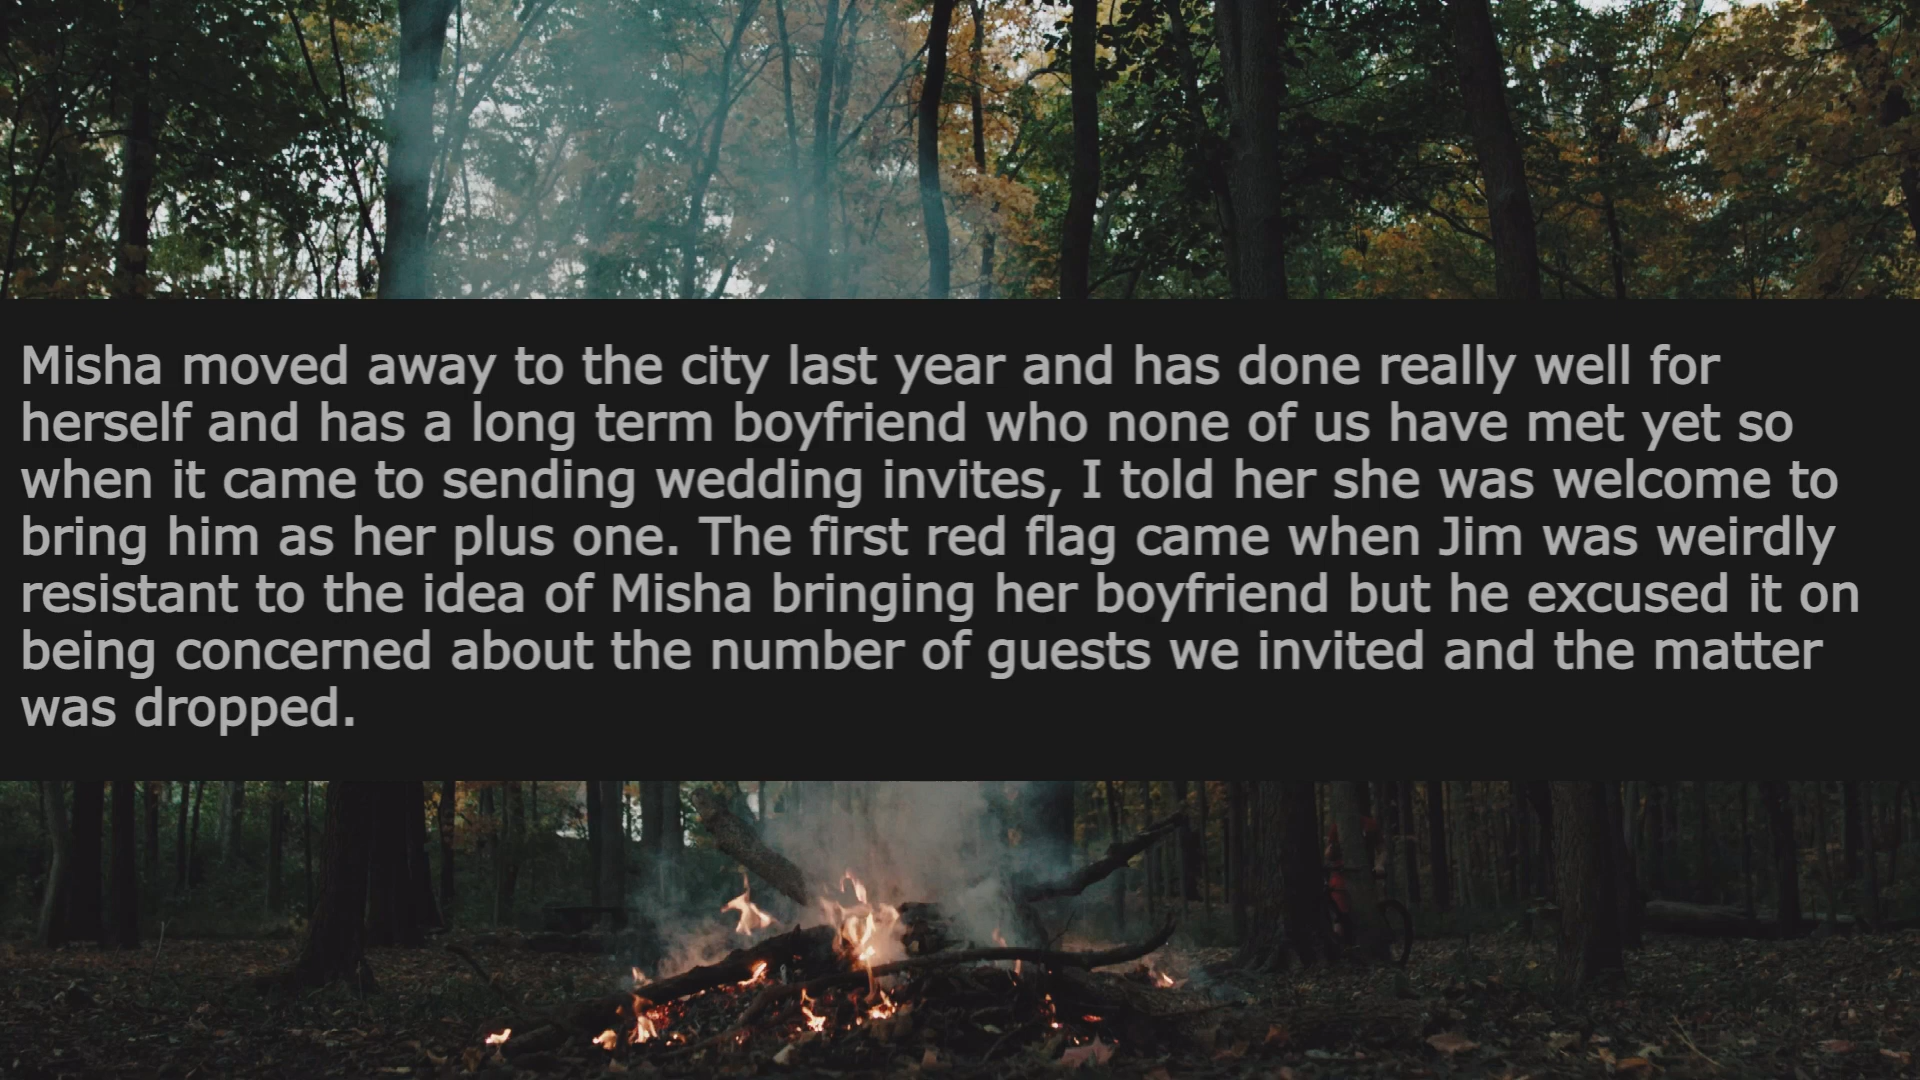 Misha moved away to the city last year and has done really well for
herself and has a long term boyfriend who none of us have met yet so
when it came to sending wedding invites, I told her she was welcome to
bring him as her plus one. The first red flag came when Jim was weirdly
resistant to the idea of Misha bringing her boyfriend but he excused it on
being concerned about the number of guests we invited and the matter
was dropped.